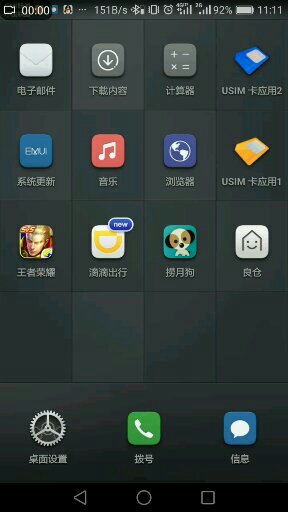 00:00 ··· 151B/s 4G 2G 92% 11:11
电子邮件 下载内容 计算器 USIM 卡应用2
EMUI
系统更新 音乐 浏览器 USIM 卡应用1
5V5 new
王者荣耀 滴滴出行 捞月狗 良仓
桌面设置 拨号 信息